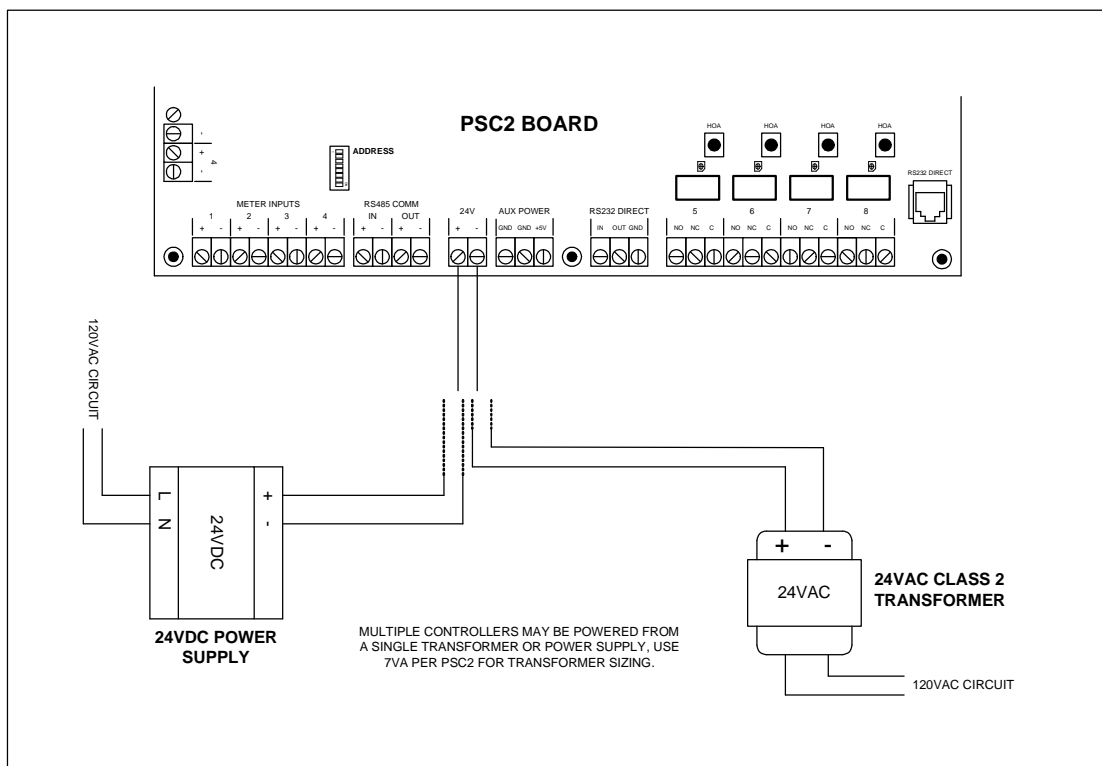 PSC2 BOARD
HOA HOA HOA HOA
-
+
-
4
ADDRESS
RS232 DIRECT
METER INPUTS
RS485 COMM
24V
AUX POWER
RS232 DIRECT
1 2 3 4
IN OUT
5 6 7 8
+ - + - + - + -
+ - + -
+ -
GND GND +5V
IN OUT GND
NO NC C NO NC C NO NC C NO NC C
120VAC CIRCUIT
L
N
24VDC
+
-
24VDC POWER
SUPPLY
MULTIPLE CONTROLLERS MAY BE POWERED FROM
A SINGLE TRANSFORMER OR POWER SUPPLY, USE
7VA PER PSC2 FOR TRANSFORMER SIZING.
+ -
24VAC
24VAC CLASS 2
TRANSFORMER
120VAC CIRCUIT